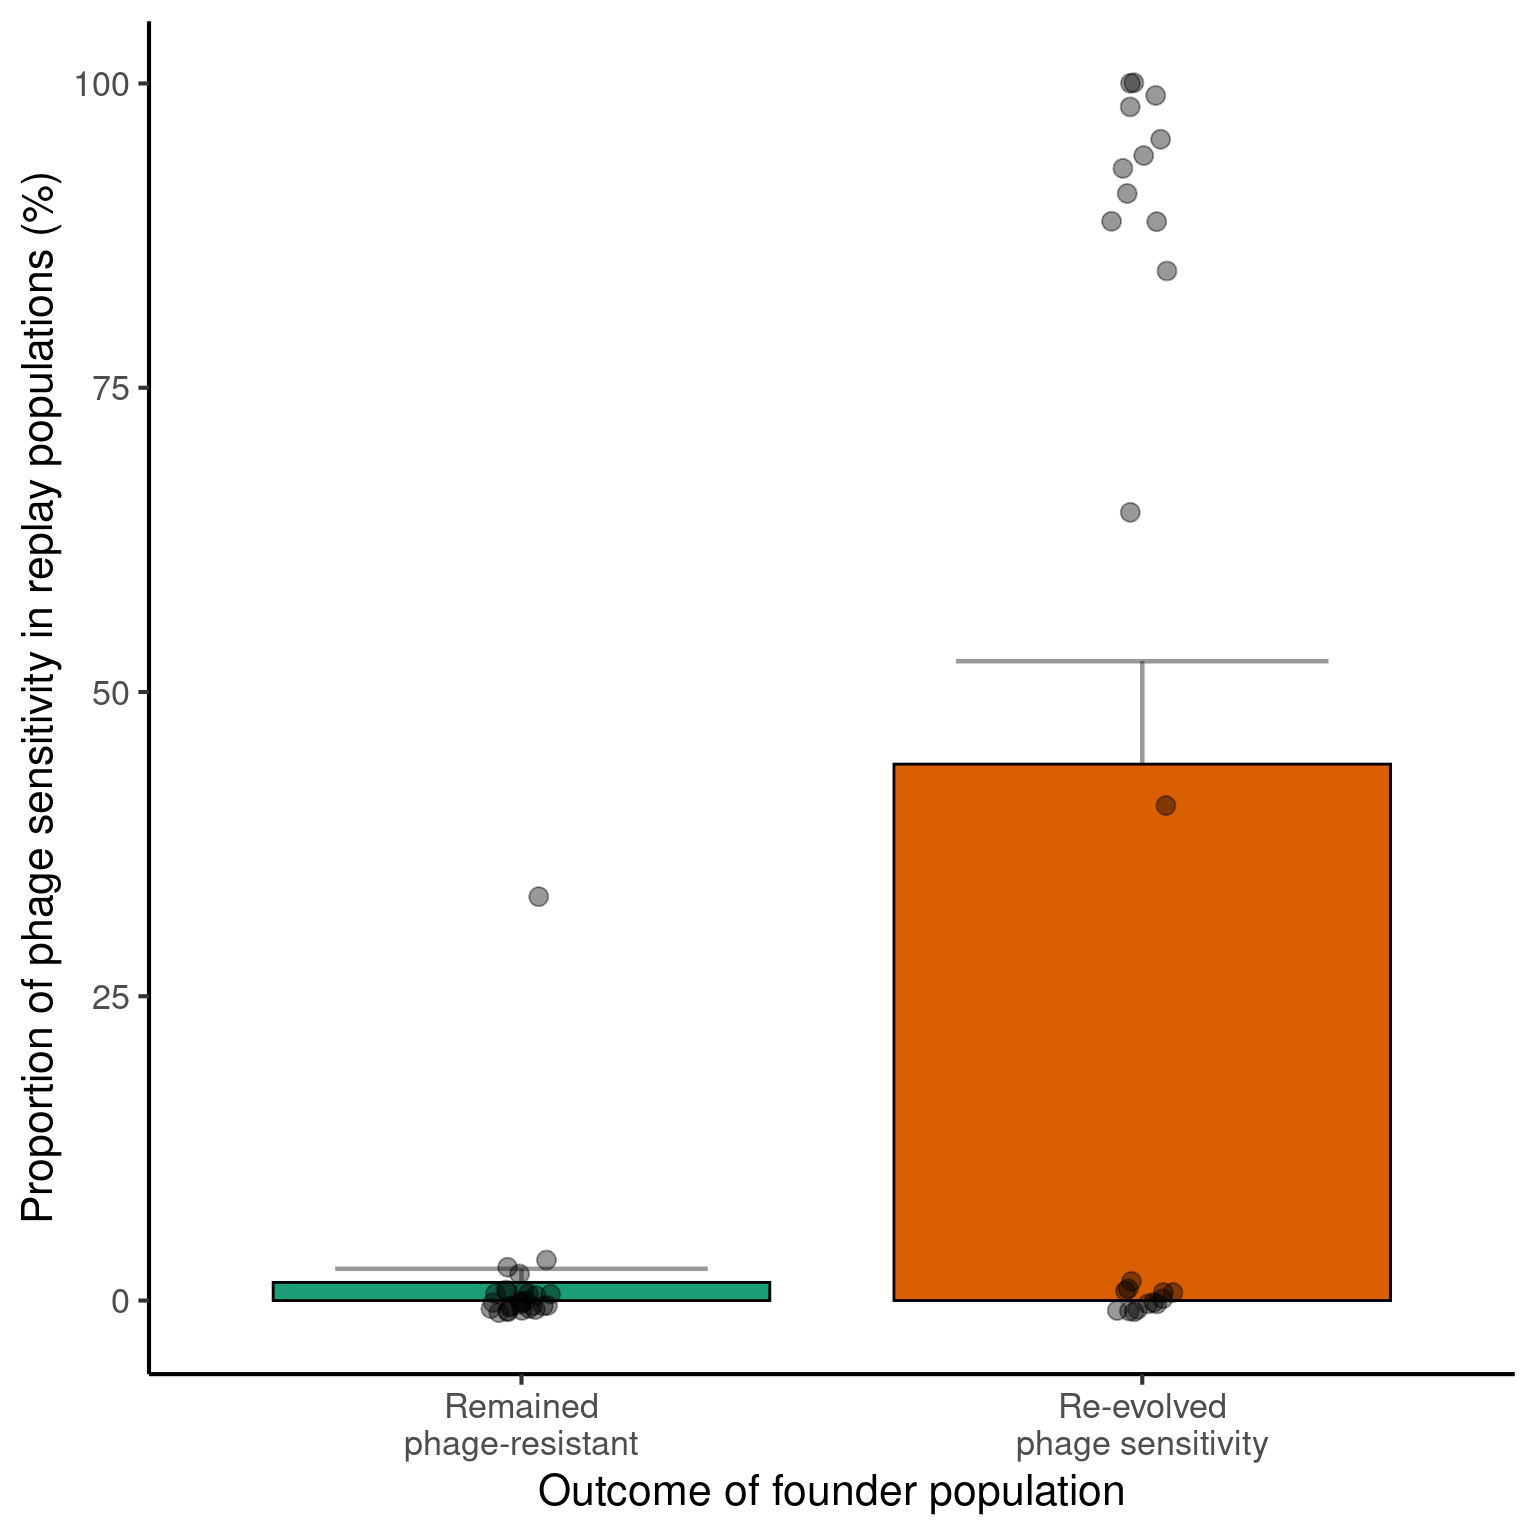 Proportion of phage sensitivity in replay populations (%)
100
75
50
25
0
Remained
phage-resistant
Re-evolved
phage sensitivity
Outcome of founder population